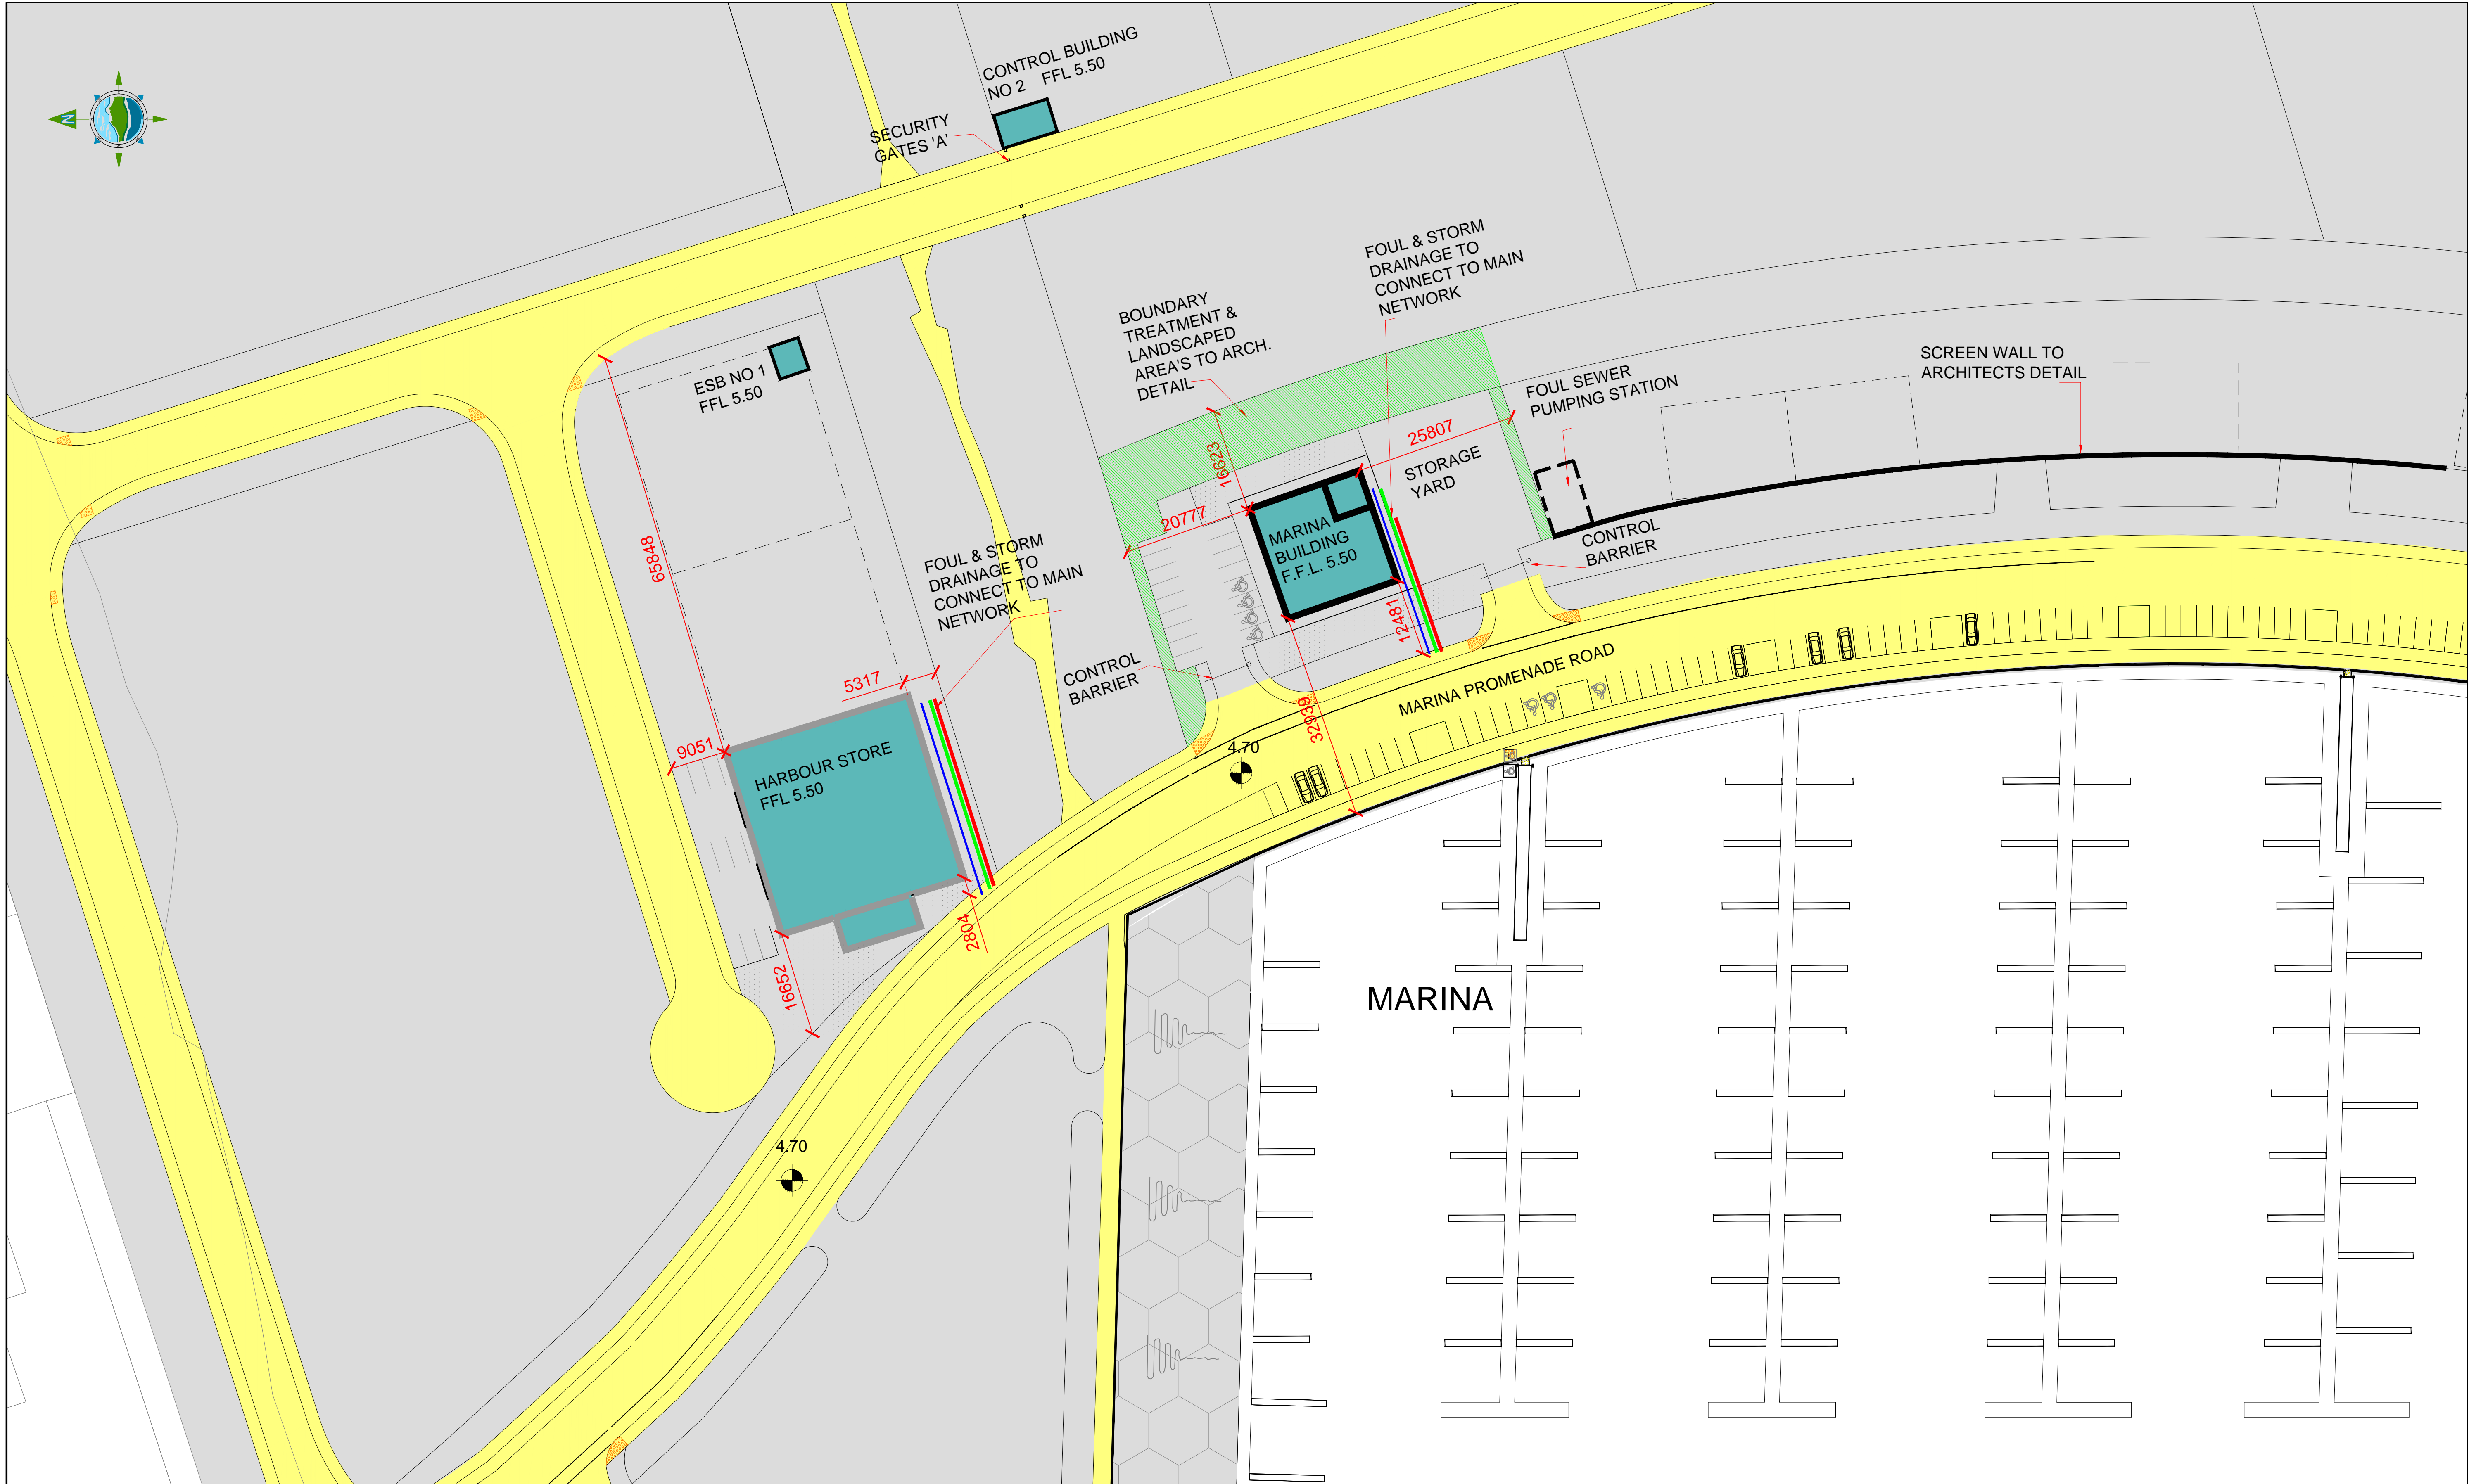 CONTROL BUILDING
NO 2 FFL 5.50
N
SECURITY
GATES 'A'
FOUL & STORM
DRAINAGE TO
CONNECT TO MAIN
NETWORK
BOUNDARY
TREATMENT &
LANDSCAPED
AREA'S TO ARCH.
DETAIL
ESB NO 1
FFL 5.50
SCREEN WALL TO
ARCHITECTS DETAIL
FOUL SEWER
PUMPING STATION
25807
16623
STORAGE
YARD
20777
MARINA
BUILDING
F.F.L. 5.50
CONTROL
BARRIER
65848
FOUL & STORM
DRAINAGE TO
CONNECT TO MAIN
NETWORK
12481
CONTROL
BARRIER
MARINA PROMENADE ROAD
5317
32939
9051
4.70
HARBOUR STORE
FFL 5.50
2804
16652
MARINA
4.70